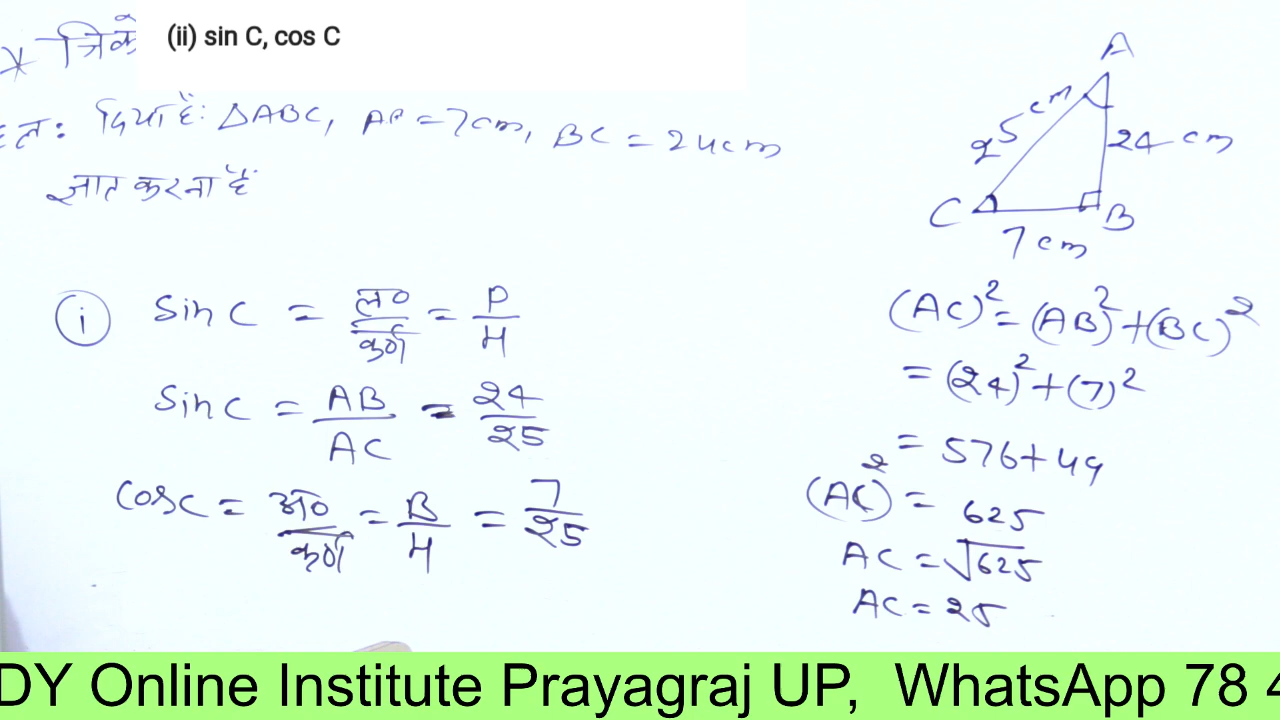 (ii) sin C, cos C
* त्रिको
हल: दिया है: △ABC, AB = 7cm, BC = 24cm
ज्ञात करना है
(i) Sin C = ल०/कर्ण = P/H
Sin C = AB/AC = 24/25
Cos C = आ०/कर्ण = B/H = 7/25
A
25 cm
24 cm
C
B
7 cm
(AC)² = (AB)² + (BC)²
= (24)² + (7)²
= 576 + 49
(AC)² = 625
AC = √625
AC = 25
DY Online Institute Prayagraj UP, WhatsApp 78 4